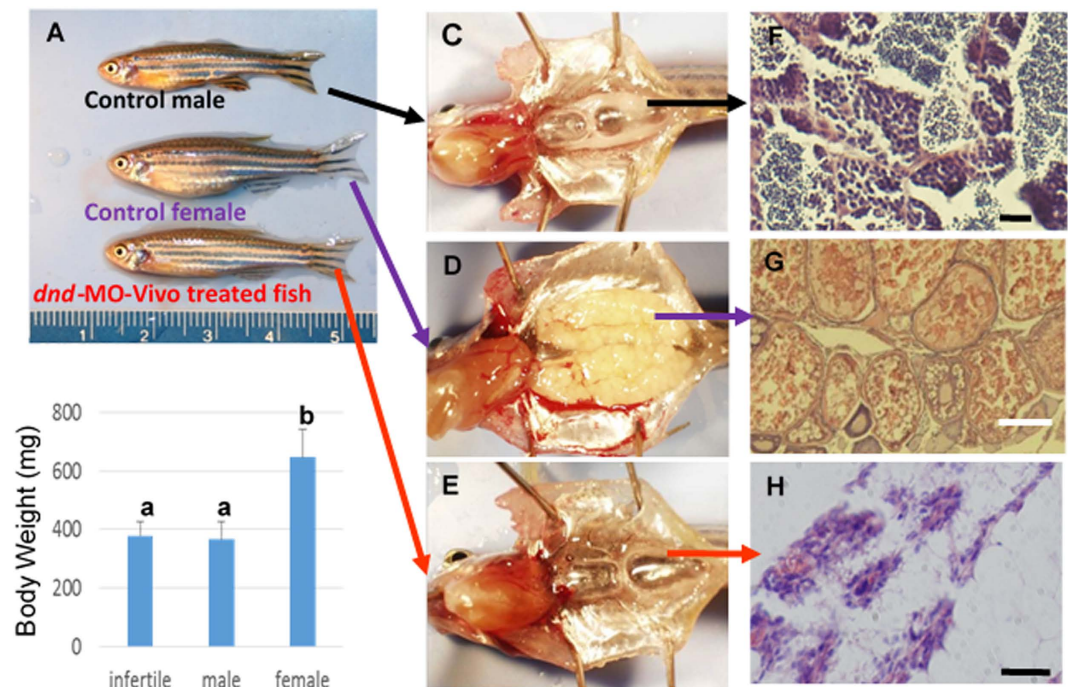 A
Control male
Control female
dnd-MO-Vivo treated fish
1 2 3 4 5
C
D
E
F
G
H
Body Weight (mg)
800
600
400
200
0
a
a
b
infertile
male
female